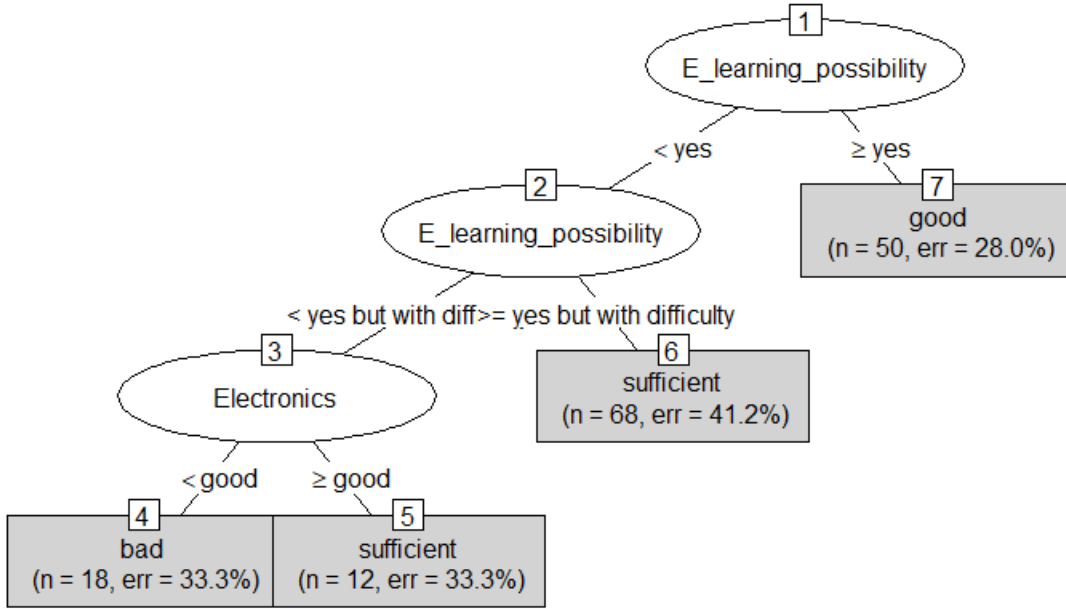 1
E_learning_possibility
< yes
≥ yes
2
E_learning_possibility
7
good
(n = 50, err = 28.0%)
< yes but with diff>= yes but with difficulty
3
Electronics
6
sufficient
(n = 68, err = 41.2%)
< good
≥ good
4
bad
(n = 18, err = 33.3%)
5
sufficient
(n = 12, err = 33.3%)